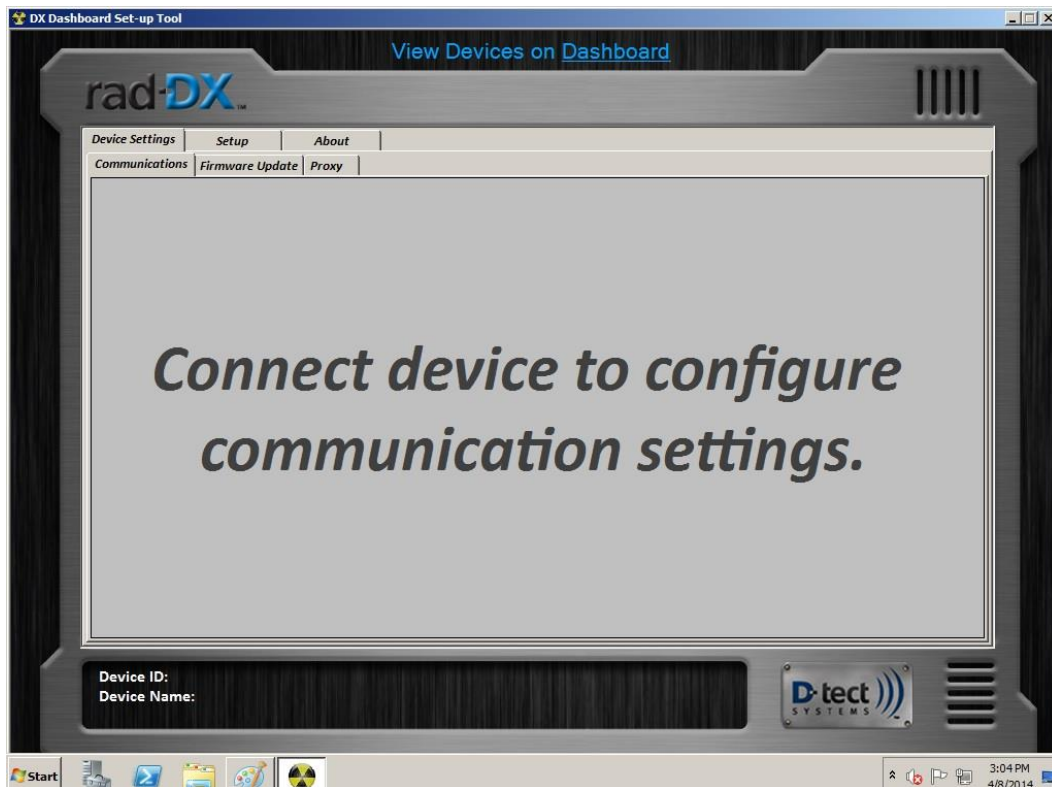 DX Dashboard Set-up Tool
View Devices on Dashboard
rad-DX™
Device Settings Setup About
Communications Firmware Update Proxy
Connect device to configure
communication settings.
Device ID:
Device Name:
D-tect
SYSTEMS
Start
3:04 PM
4/8/2014